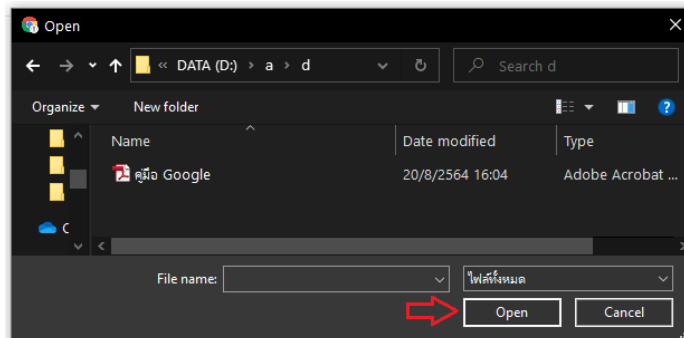 Open
« DATA (D:) › a › d
Search d
Organize New folder
Name Date modified Type
คู่มือ Google 20/8/2564 16:04 Adobe Acrobat ...
C
File name: ไฟล์ทั้งหมด
Open Cancel